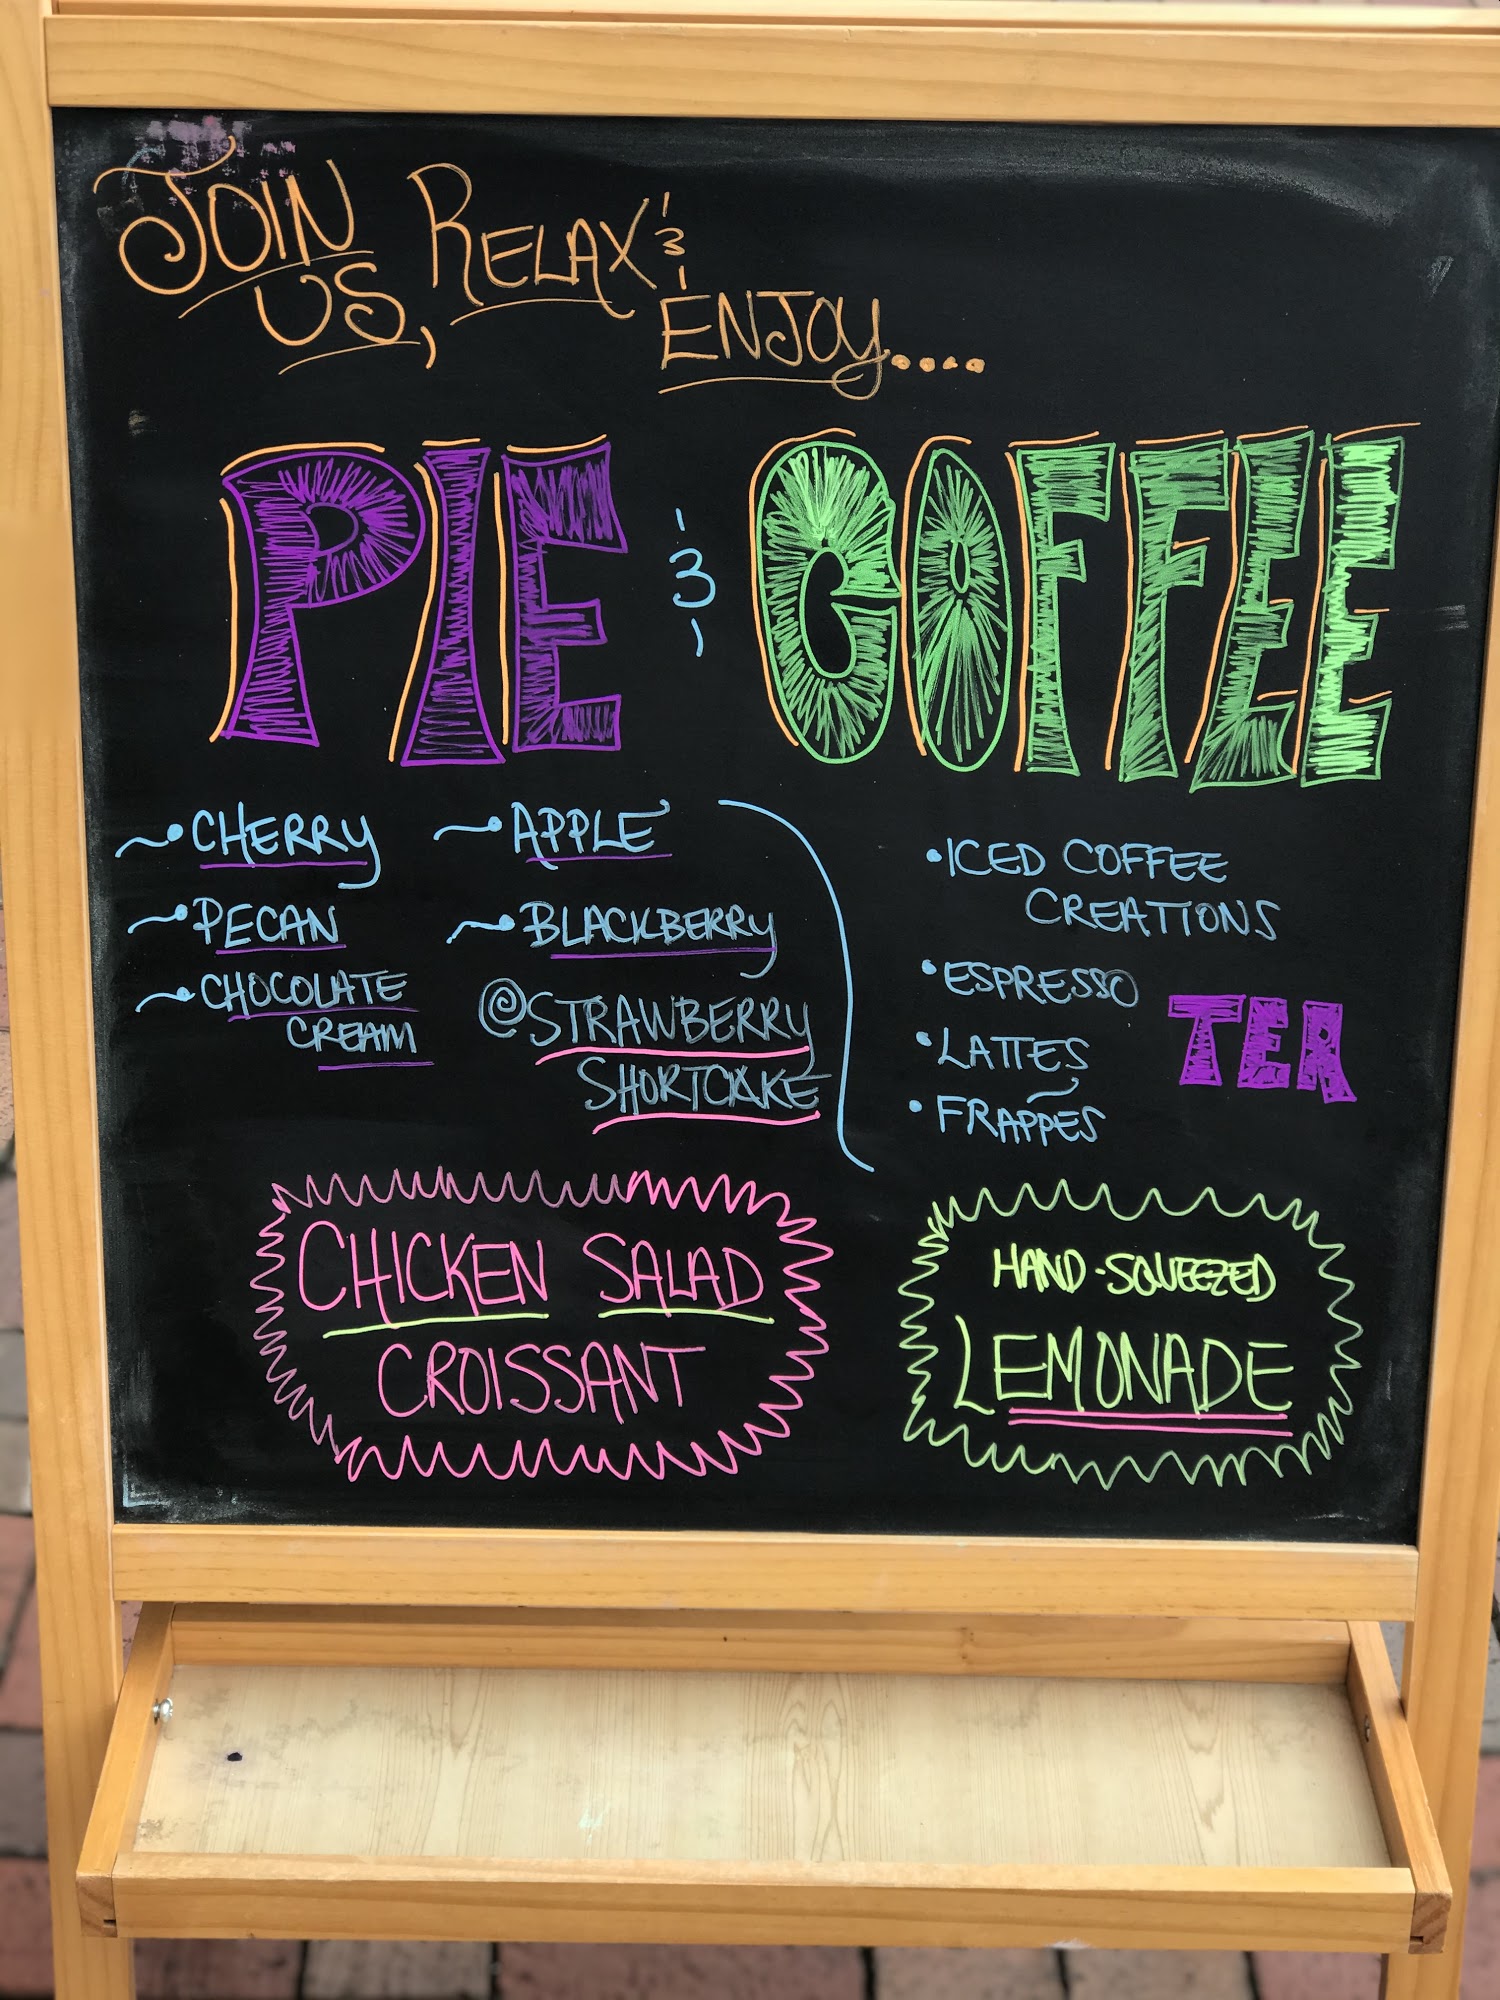 JOIN
US, RELAX &
ENJOY....
PIE & COFFEE
CHERRY
PECAN
CHOCOLATE
CREAM
APPLE
BLACKBERRY
@STRAWBERRY
SHORTCAKE
•ICED COFFEE
CREATIONS
•ESPRESSO
•LATTES
•FRAPPES
TEA
CHICKEN SALAD
CROISSANT
HAND-SQUEEZED
LEMONADE